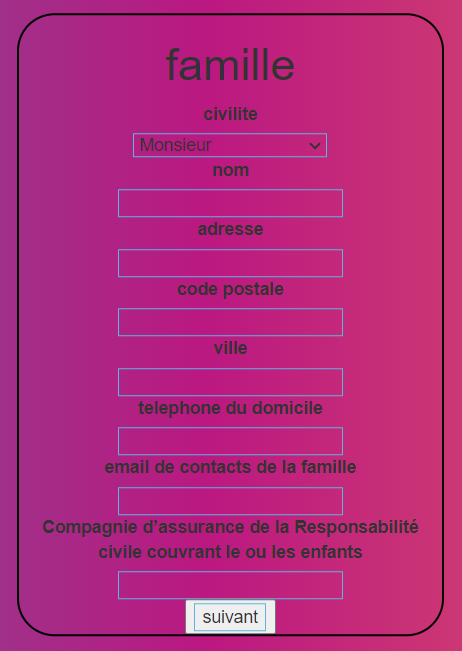 famille
civilite
Monsieur
nom
adresse
code postale
ville
telephone du domicile
email de contacts de la famille
Compagnie d'assurance de la Responsabilité
civile couvrant le ou les enfants
suivant